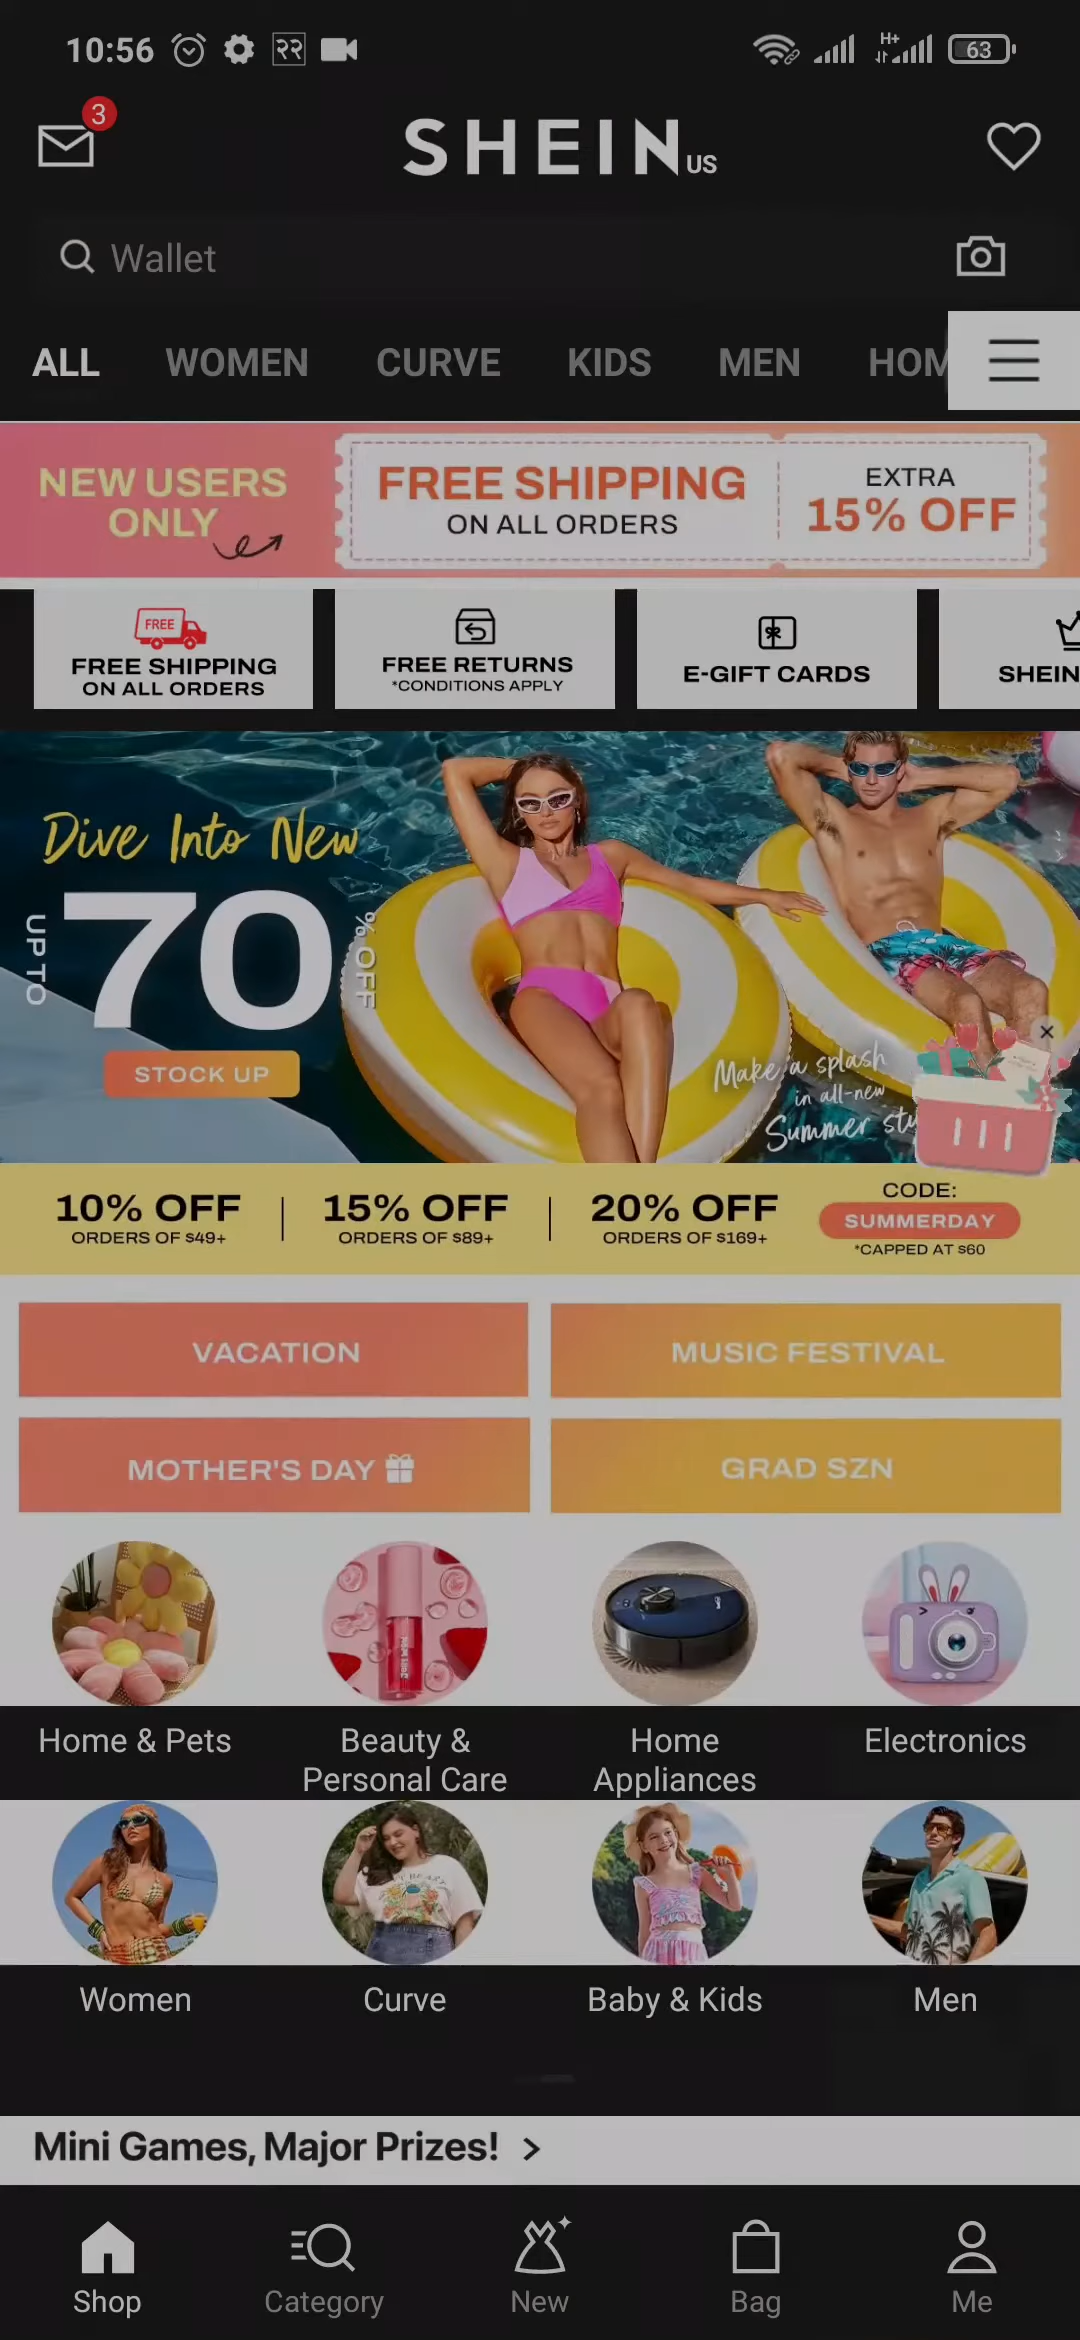 10:56 २२ H+ 63
3
SHEIN US
Wallet
ALL WOMEN CURVE KIDS MEN HOM
NEW USERS
ONLY
FREE SHIPPING
ON ALL ORDERS
EXTRA
15% OFF
FREE
FREE SHIPPING
ON ALL ORDERS
FREE RETURNS
*CONDITIONS APPLY
E-GIFT CARDS
SHEIN
Dive Into New
UP TO
70
% OFF
STOCK UP
Make a splash
in all-new
Summer
10% OFF
ORDERS OF $49+
15% OFF
ORDERS OF $89+
20% OFF
ORDERS OF $169+
CODE:
SUMMERDAY
*CAPPED AT $60
VACATION
MUSIC FESTIVAL
MOTHER'S DAY
GRAD SZN
Home & Pets
Beauty &
Personal Care
Home
Appliances
Electronics
Women
Curve
Baby & Kids
Men
Mini Games, Major Prizes! >
Shop
Category
New
Bag
Me